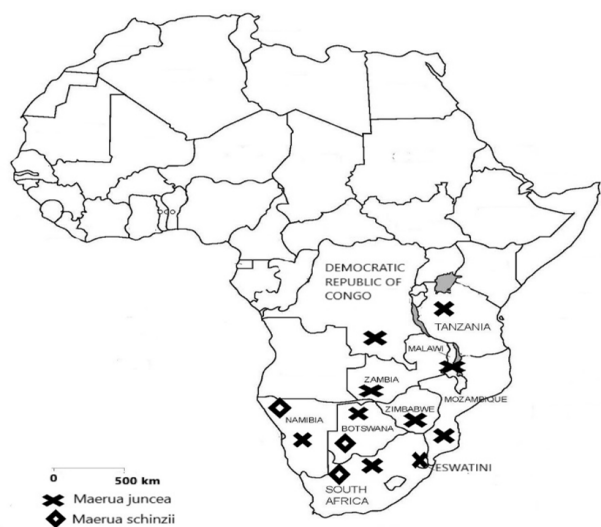 DEMOCRATIC
REPUBLIC OF
CONGO
TANZANIA
MALAWI
ZAMBIA
MOZAMBIQUE
NAMIBIA
ZIMBABWE
BOTSWANA
ESWATINI
SOUTH
AFRICA
0 500 km
Maerua juncea
Maerua schinzii